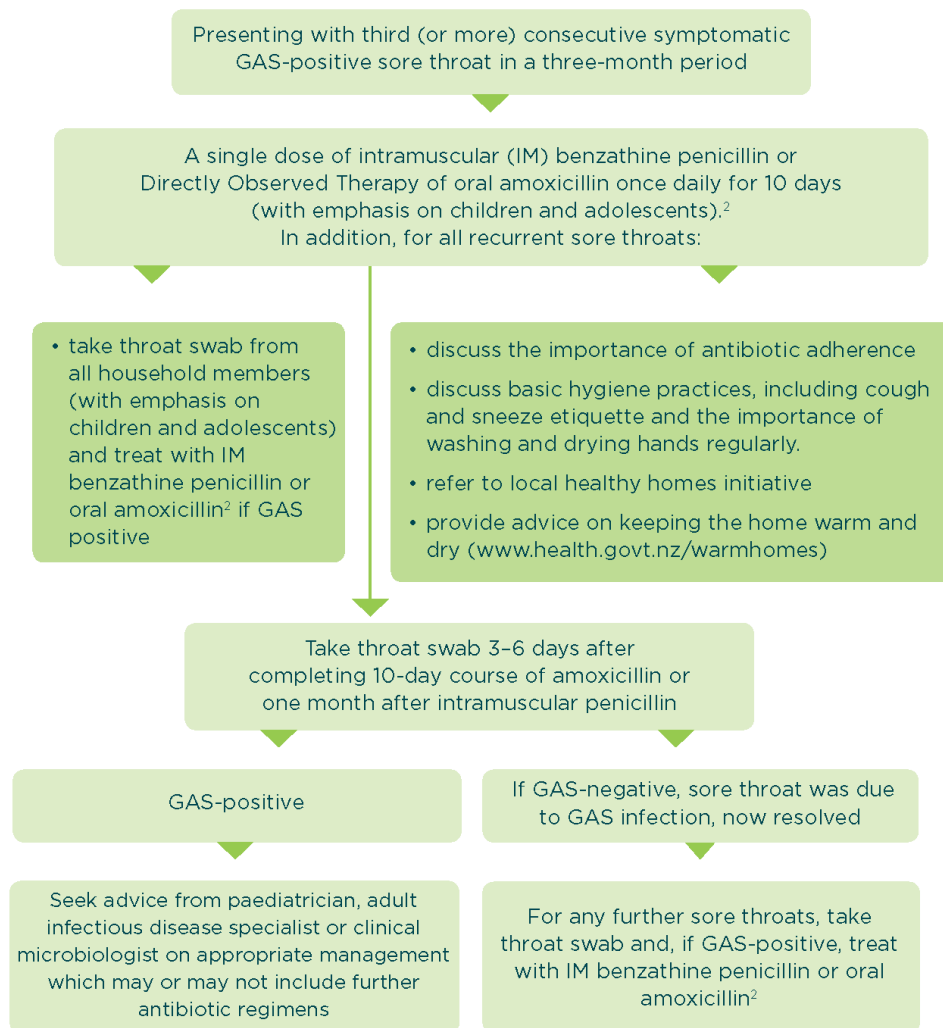 Presenting with third (or more) consecutive symptomatic
GAS-positive sore throat in a three-month period
A single dose of intramuscular (IM) benzathine penicillin or
Directly Observed Therapy of oral amoxicillin once daily for 10 days
(with emphasis on children and adolescents).²
In addition, for all recurrent sore throats:
• take throat swab from
all household members
(with emphasis on
children and adolescents)
and treat with IM
benzathine penicillin or
oral amoxicillin² if GAS
positive
• discuss the importance of antibiotic adherence
• discuss basic hygiene practices, including cough
and sneeze etiquette and the importance of
washing and drying hands regularly.
• refer to local healthy homes initiative
• provide advice on keeping the home warm and
dry (www.health.govt.nz/warmhomes)
Take throat swab 3–6 days after
completing 10-day course of amoxicillin or
one month after intramuscular penicillin
GAS-positive
If GAS-negative, sore throat was due
to GAS infection, now resolved
Seek advice from paediatrician, adult
infectious disease specialist or clinical
microbiologist on appropriate management
which may or may not include further
antibiotic regimens
For any further sore throats, take
throat swab and, if GAS-positive, treat
with IM benzathine penicillin or oral
amoxicillin²